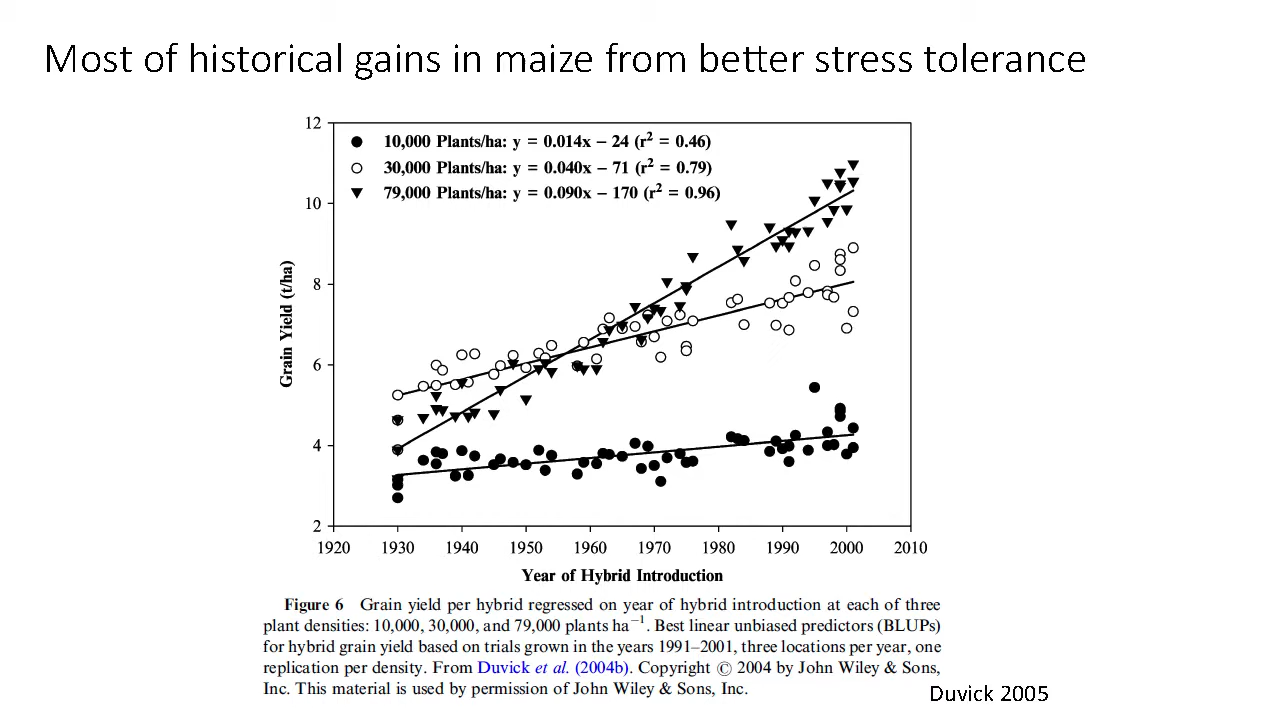 Most of historical gains in maize from better stress tolerance
12
10
8
6
4
2
Grain Yield (t/ha)
● 10,000 Plants/ha: y = 0.014x − 24 (r² = 0.46)
○ 30,000 Plants/ha: y = 0.040x − 71 (r² = 0.79)
▼ 79,000 Plants/ha: y = 0.090x − 170 (r² = 0.96)
1920 1930 1940 1950 1960 1970 1980 1990 2000 2010
Year of Hybrid Introduction
Figure 6 Grain yield per hybrid regressed on year of hybrid introduction at each of three
plant densities: 10,000, 30,000, and 79,000 plants ha⁻¹. Best linear unbiased predictors (BLUPs)
for hybrid grain yield based on trials grown in the years 1991–2001, three locations per year, one
replication per density. From Duvick et al. (2004b). Copyright © 2004 by John Wiley & Sons,
Inc. This material is used by permission of John Wiley & Sons, Inc.
Duvick 2005